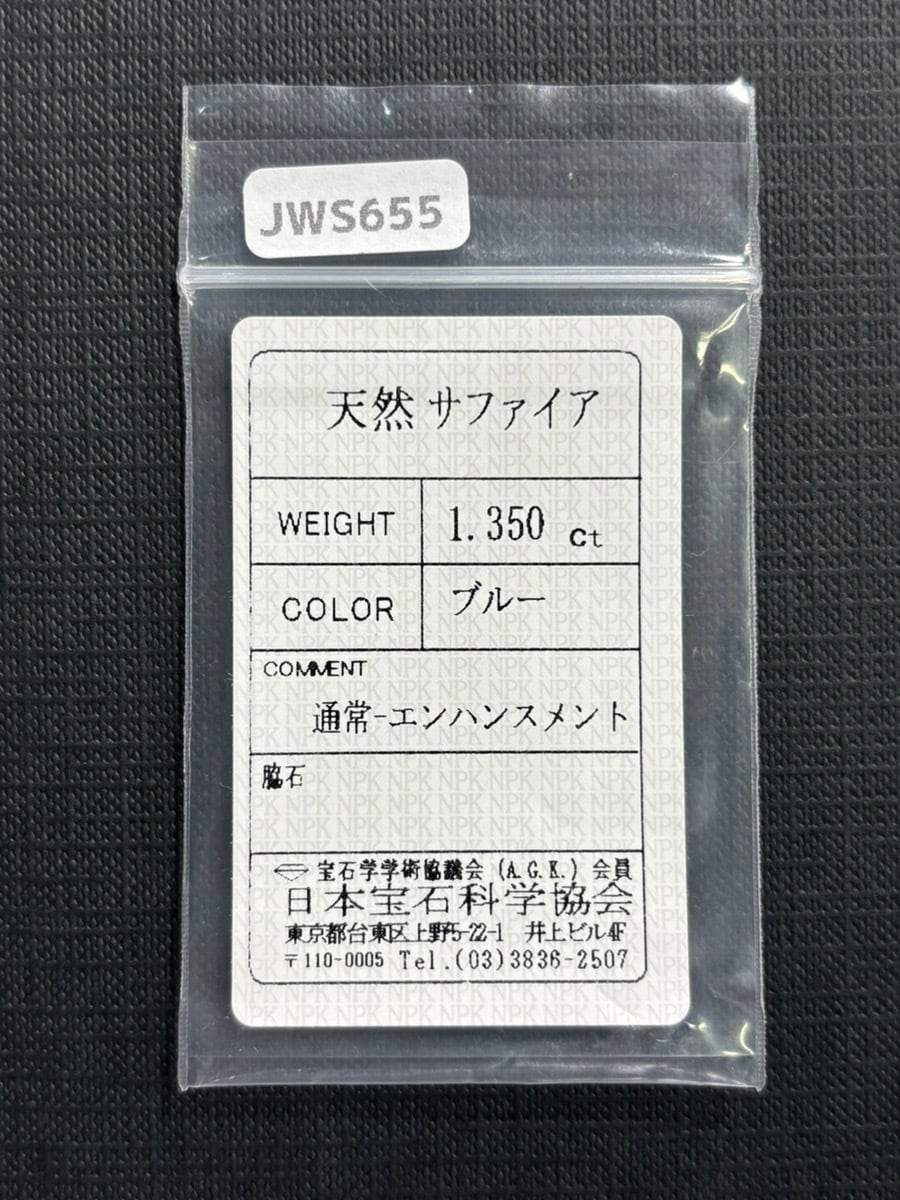 JWS655
天然 サファイア
WEIGHT 1.350 ct
COLOR ブルー
COMMENT
通常-エンハンスメント
脇石
宝石学学術協議会 (A.G.K.) 会員
日本宝石科学協会
東京都台東区上野5-22-1 井上ビル4F
〒110-0005 Tel.(03)3836-2507